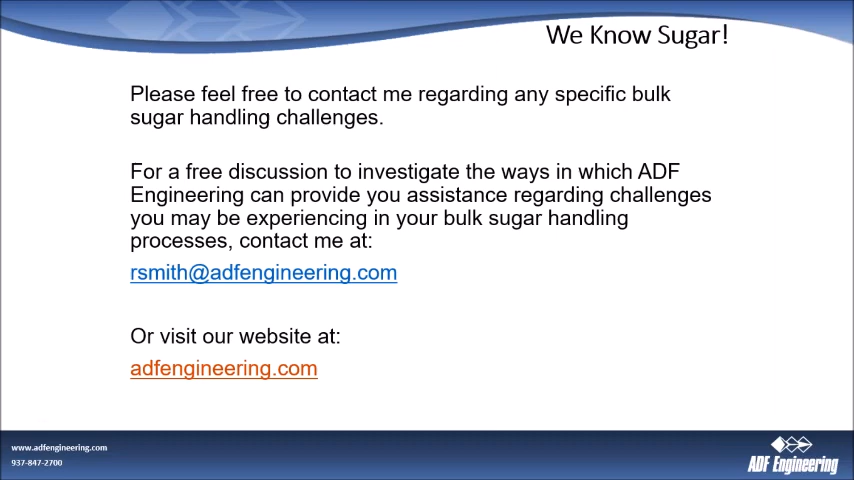 We Know Sugar!
Please feel free to contact me regarding any specific bulk
sugar handling challenges.
For a free discussion to investigate the ways in which ADF
Engineering can provide you assistance regarding challenges
you may be experiencing in your bulk sugar handling
processes, contact me at:
rsmith@adfengineering.com
Or visit our website at:
adfengineering.com
www.adfengineering.com
937-847-2700
ADF Engineering